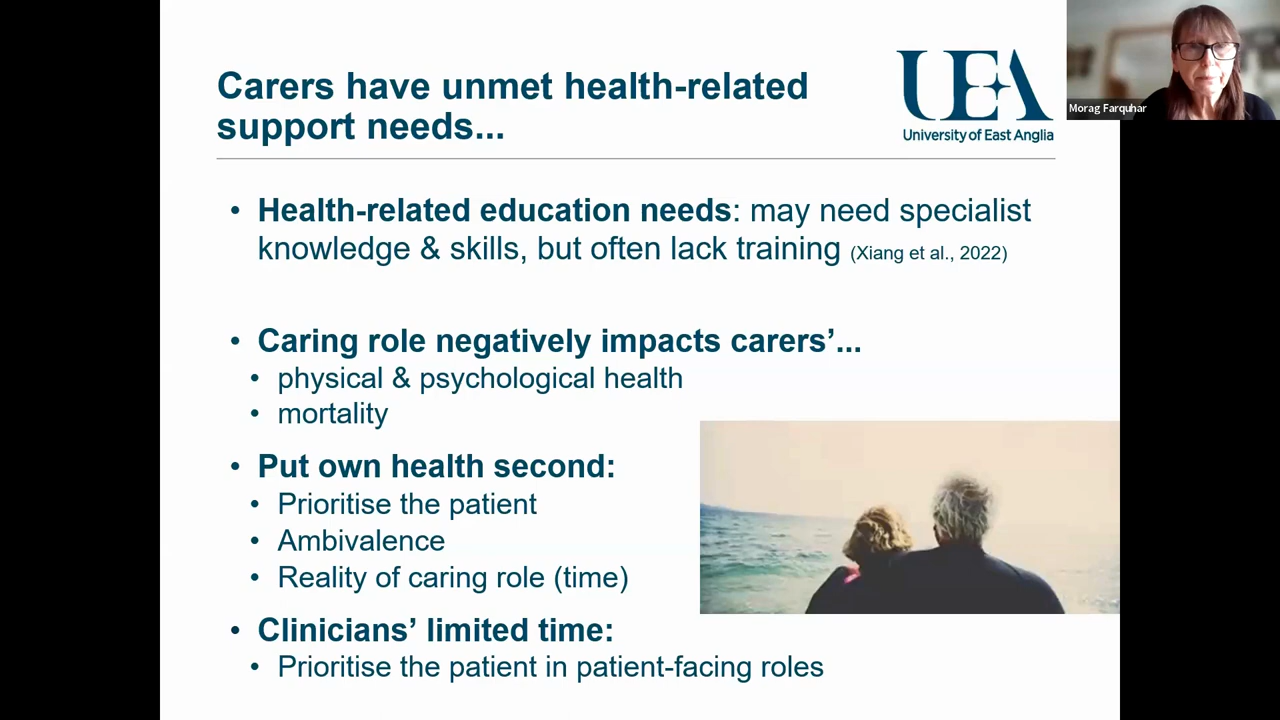 Carers have unmet health-related
support needs...
UEA
University of East Anglia
Morag Farquhar
• Health-related education needs: may need specialist
knowledge & skills, but often lack training (Xiang et al., 2022)
• Caring role negatively impacts carers’...
• physical & psychological health
• mortality
• Put own health second:
• Prioritise the patient
• Ambivalence
• Reality of caring role (time)
• Clinicians’ limited time:
• Prioritise the patient in patient-facing roles